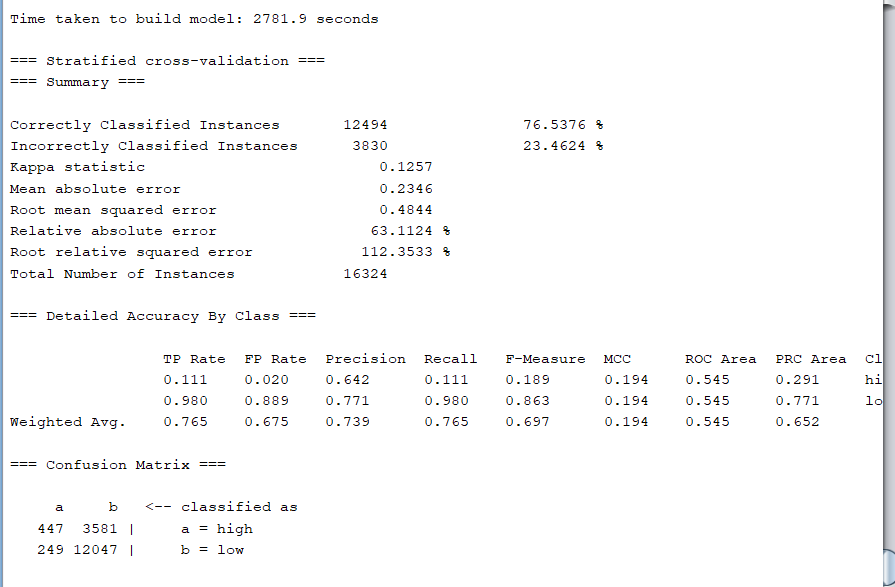 Time taken to build model: 2781.9 seconds
=== Stratified cross-validation ===
=== Summary ===
Correctly Classified Instances 12494 76.5376 %
Incorrectly Classified Instances 3830 23.4624 %
Kappa statistic 0.1257
Mean absolute error 0.2346
Root mean squared error 0.4844
Relative absolute error 63.1124 %
Root relative squared error 112.3533 %
Total Number of Instances 16324
=== Detailed Accuracy By Class ===
TP Rate FP Rate Precision Recall F-Measure MCC ROC Area PRC Area Cl
0.111 0.020 0.642 0.111 0.189 0.194 0.545 0.291 hi
0.980 0.889 0.771 0.980 0.863 0.194 0.545 0.771 lo
Weighted Avg. 0.765 0.675 0.739 0.765 0.697 0.194 0.545 0.652
=== Confusion Matrix ===
a b <-- classified as
447 3581 | a = high
249 12047 | b = low